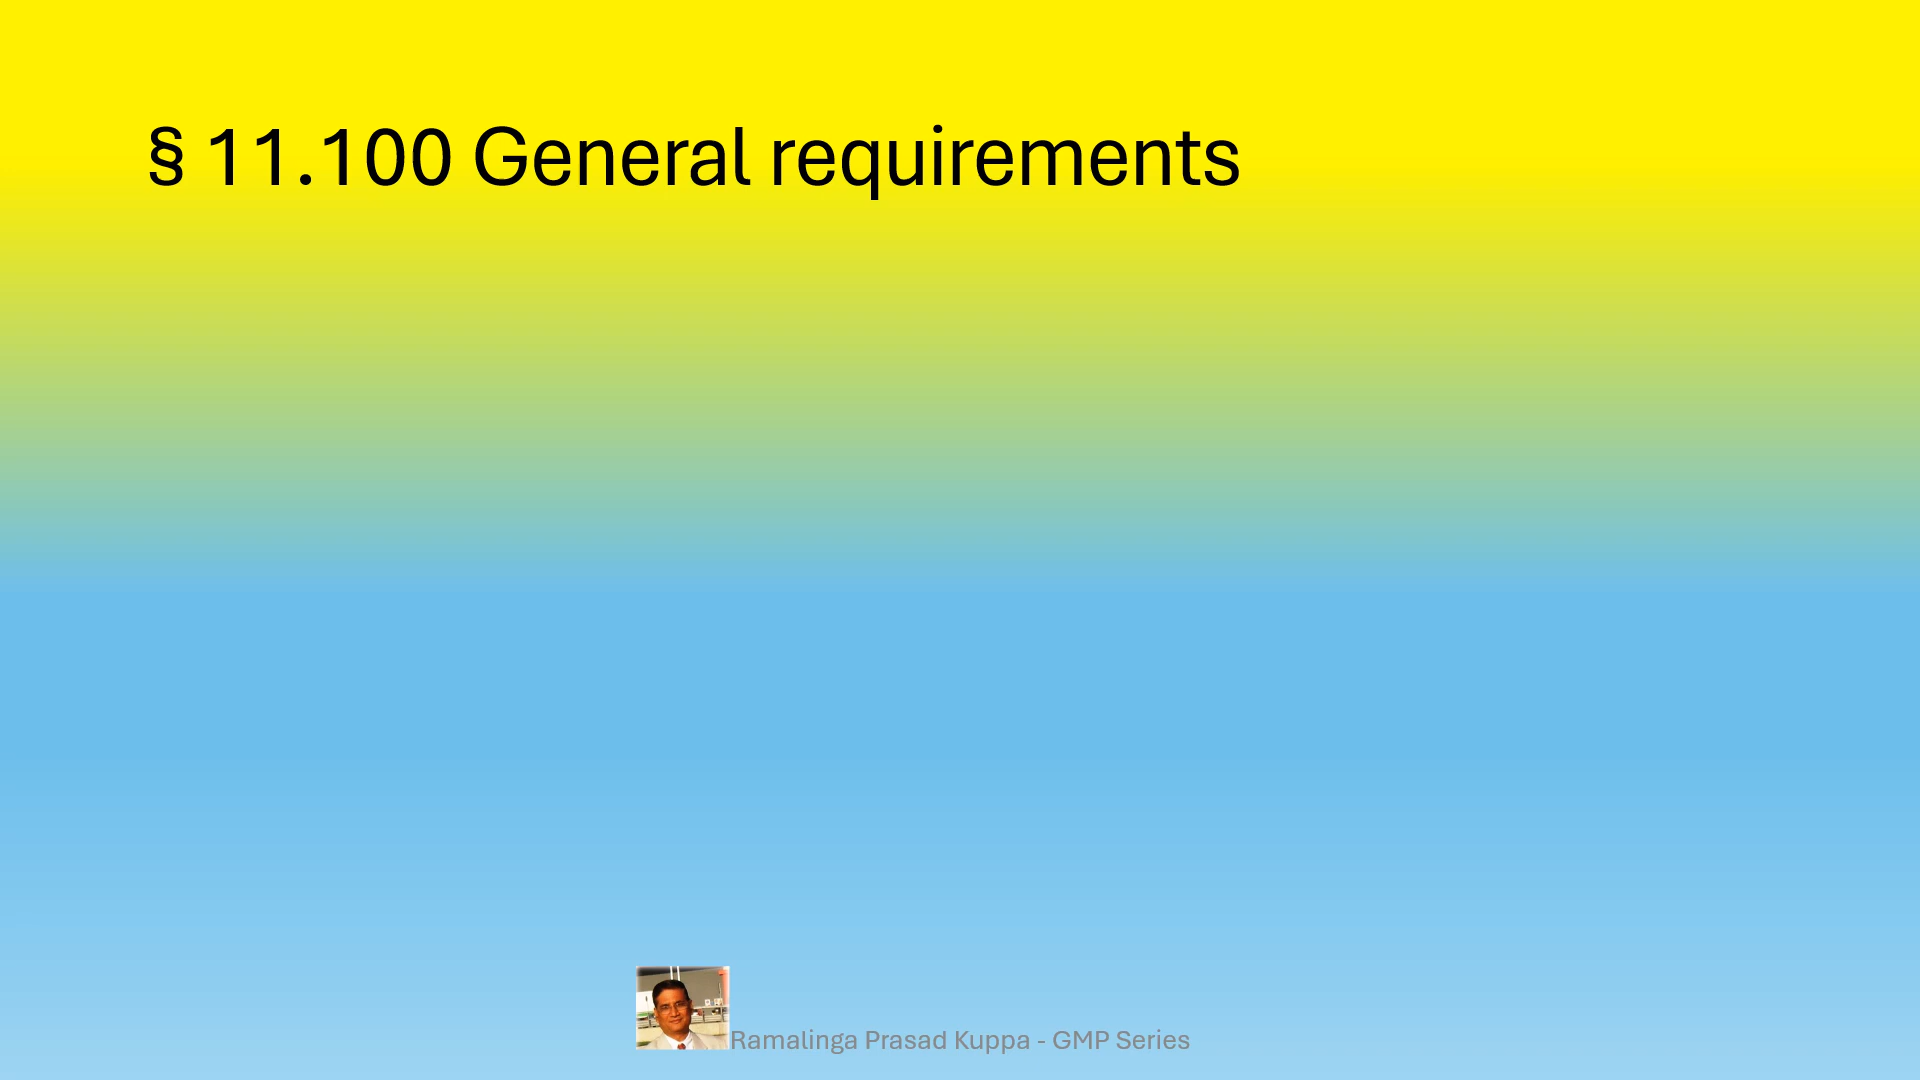 § 11.100 General requirements
Ramalinga Prasad Kuppa - GMP Series